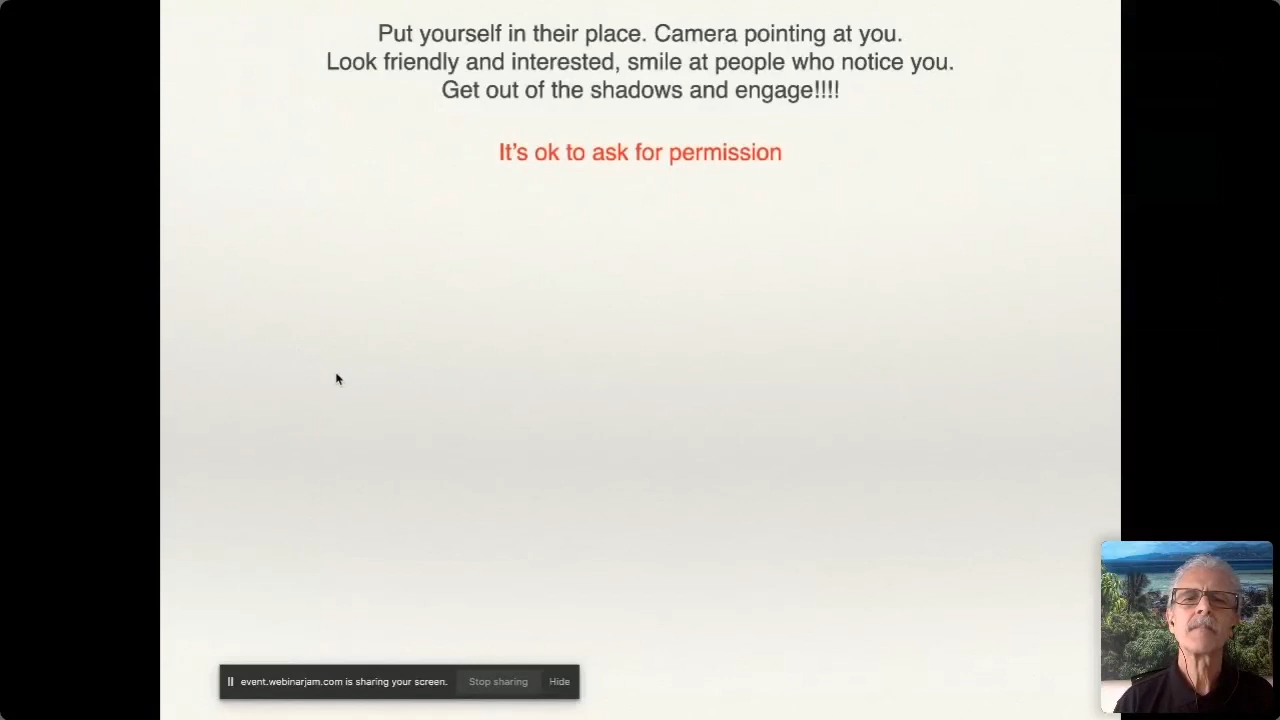 Put yourself in their place. Camera pointing at you.
Look friendly and interested, smile at people who notice you.
Get out of the shadows and engage!!!!
It's ok to ask for permission
event.webinarjam.com is sharing your screen. Stop sharing Hide